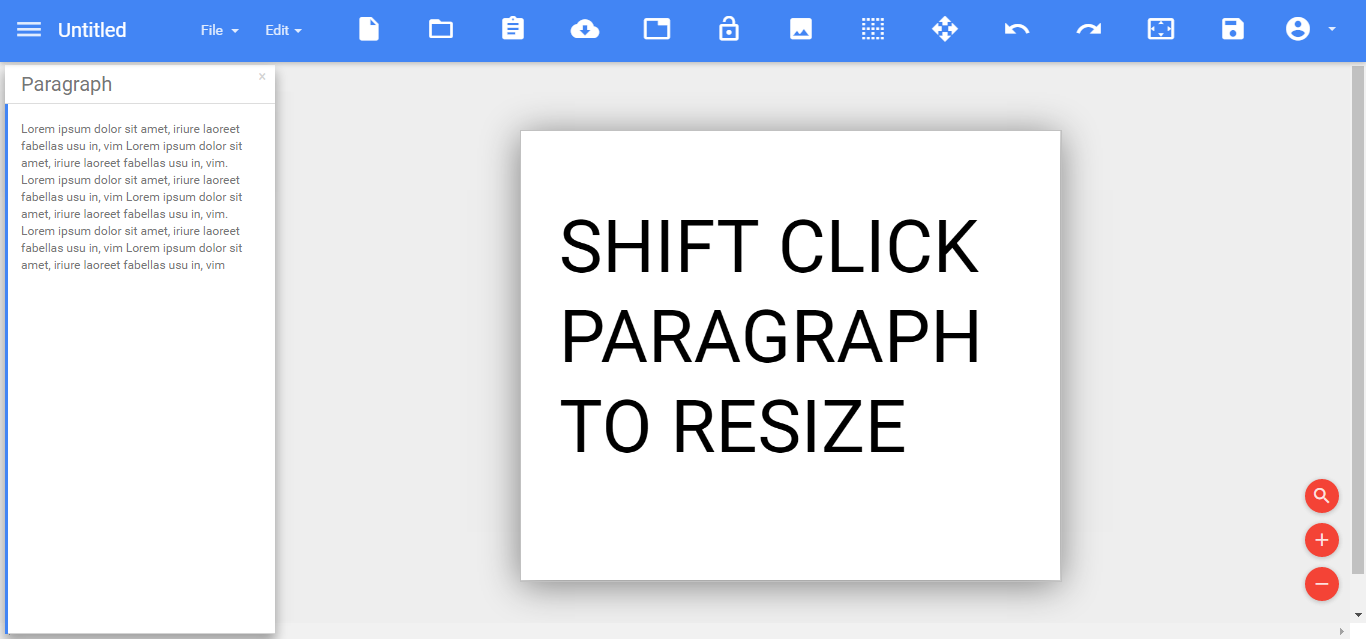 Untitled File Edit
Paragraph ×
Lorem ipsum dolor sit amet, iriure laoreet
fabellas usu in, vim Lorem ipsum dolor sit
amet, iriure laoreet fabellas usu in, vim.
Lorem ipsum dolor sit amet, iriure laoreet
fabellas usu in, vim Lorem ipsum dolor sit
amet, iriure laoreet fabellas usu in, vim.
Lorem ipsum dolor sit amet, iriure laoreet
fabellas usu in, vim Lorem ipsum dolor sit
amet, iriure laoreet fabellas usu in, vim
SHIFT CLICK
PARAGRAPH
TO RESIZE